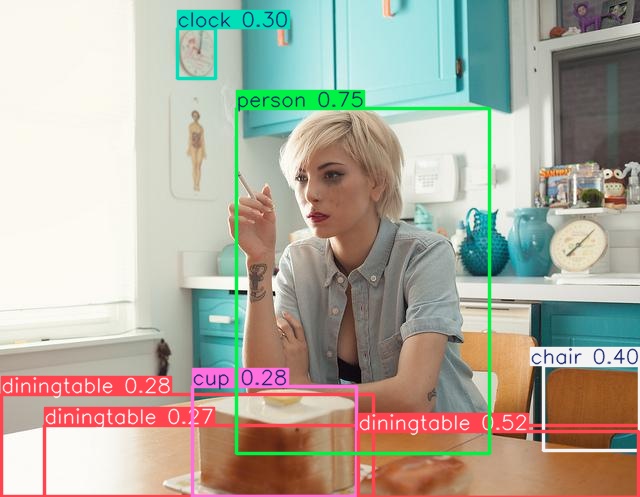 clock 0.30
person 0.75
chair 0.40
cup 0.28
diningtable 0.28
diningtable 0.27
diningtable 0.52